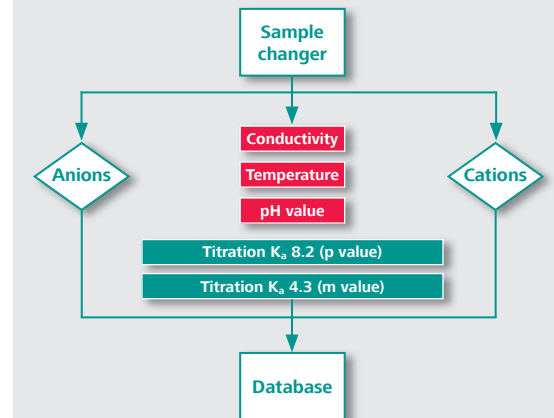 Sample
changer
Conductivity
Anions
Temperature
Cations
pH value
Titration Kₐ 8.2 (p value)
Titration Kₐ 4.3 (m value)
Database